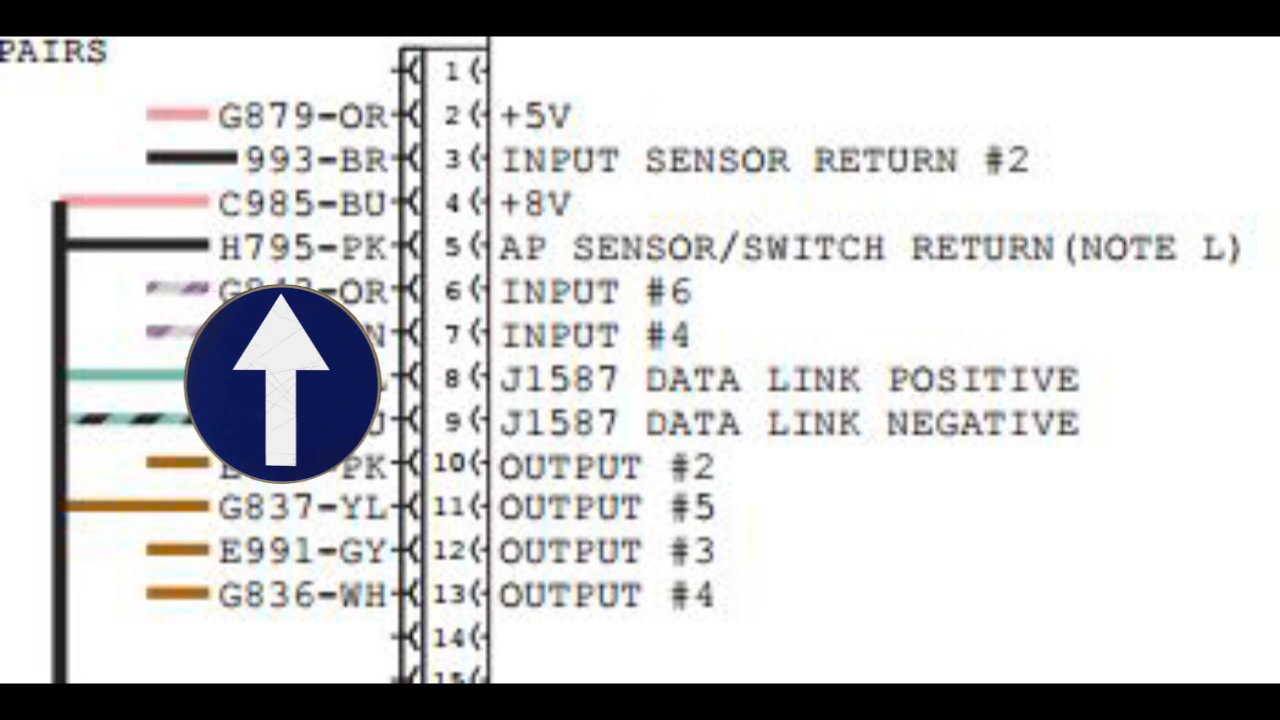 PAIRS
1
G879-OR 2 +5V
993-BR 3 INPUT SENSOR RETURN #2
C985-BU 4 +8V
H795-PK 5 AP SENSOR/SWITCH RETURN(NOTE L)
-OR 6 INPUT #6
7 INPUT #4
8 J1587 DATA LINK POSITIVE
9 J1587 DATA LINK NEGATIVE
-PK 10 OUTPUT #2
G837-YL 11 OUTPUT #5
E991-GY 12 OUTPUT #3
G836-WH 13 OUTPUT #4
14
15